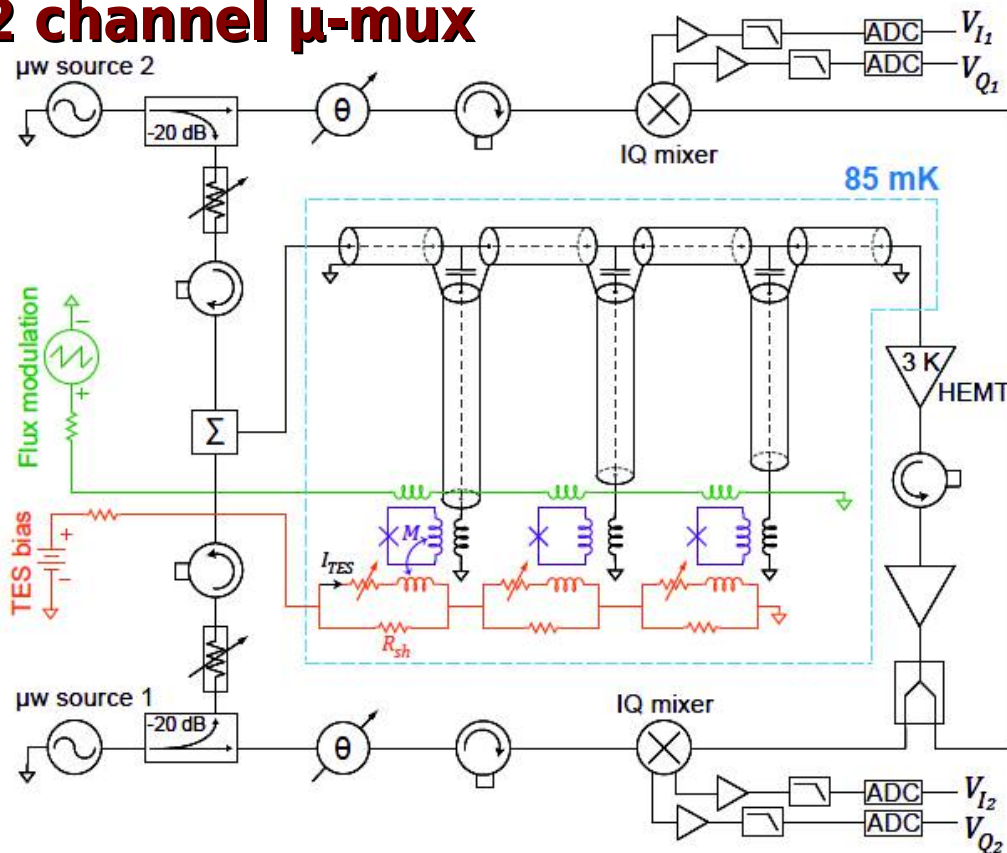 2 channel μ-mux
μw source 2
-20 dB
θ
IQ mixer
ADC
V_I1
ADC
V_Q1
85 mK
Flux modulation
−
+
Σ
3 K
HEMT
TES bias
+
−
M
I_TES
R_sh
μw source 1
-20 dB
θ
IQ mixer
ADC
V_I2
ADC
V_Q2